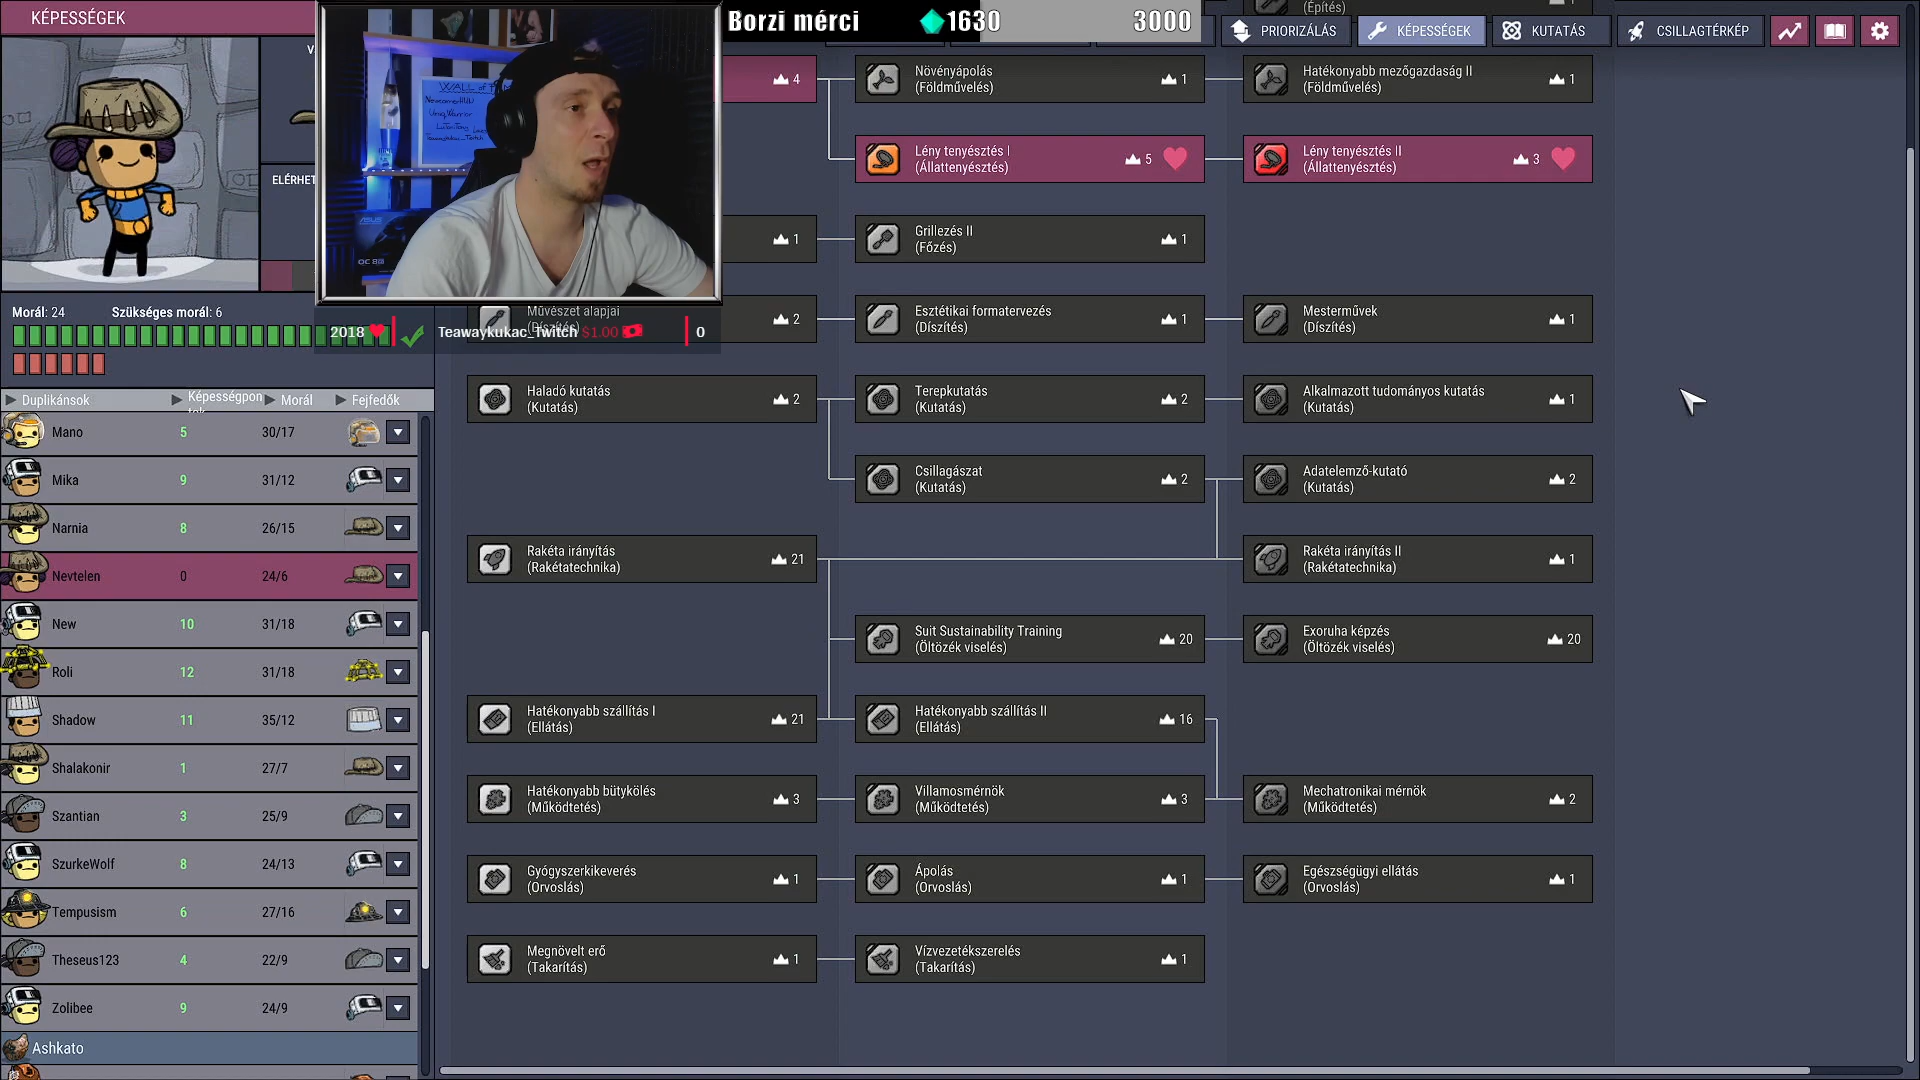 KÉPESSÉGEK
Borzi mérci
1630
3000
(Építés)
1
PRIORIZÁLÁS
KÉPESSÉGEK
KUTATÁS
CSILLAGTÉRKÉP
4
Növényápolás
(Földművelés)
1
Hatékonyabb mezőgazdaság II
(Földművelés)
1
Lény tenyésztés I
(Állattenyésztés)
5
Lény tenyésztés II
(Állattenyésztés)
3
1
Grillezés II
(Főzés)
1
Művészet alapjai
(Díszítés)
2
Esztétikai formatervezés
(Díszítés)
1
Mesterművek
(Díszítés)
1
WALL of
ASUS
ELÉRHET
Morál: 24
Szükséges morál: 6
2018
Teawaykukac_Twitch $1.00
0
Duplikánsok
Képességpon
Morál
Fejfedők
Mano 5 30/17
Mika 9 31/12
Narnia 8 26/15
Nevtelen 0 24/6
New 10 31/18
Roli 12 31/18
Shadow 11 35/12
Shalakonir 1 27/7
Szantian 3 25/9
SzurkeWolf 8 24/13
Tempusism 6 27/16
Theseus123 4 22/9
Zolibee 9 24/9
Ashkato
Haladó kutatás
(Kutatás)
2
Terepkutatás
(Kutatás)
2
Alkalmazott tudományos kutatás
(Kutatás)
1
Csillagászat
(Kutatás)
2
Adatelemző-kutató
(Kutatás)
2
Rakéta irányítás
(Rakétatechnika)
21
Rakéta irányítás II
(Rakétatechnika)
1
Suit Sustainability Training
(Öltözék viselés)
20
Exoruha képzés
(Öltözék viselés)
20
Hatékonyabb szállítás I
(Ellátás)
21
Hatékonyabb szállítás II
(Ellátás)
16
Hatékonyabb bütykölés
(Működtetés)
3
Villamosmérnök
(Működtetés)
3
Mechatronikai mérnök
(Működtetés)
2
Gyógyszerkikeverés
(Orvoslás)
1
Ápolás
(Orvoslás)
1
Egészségügyi ellátás
(Orvoslás)
1
Megnövelt erő
(Takarítás)
1
Vízvezetékszerelés
(Takarítás)
1